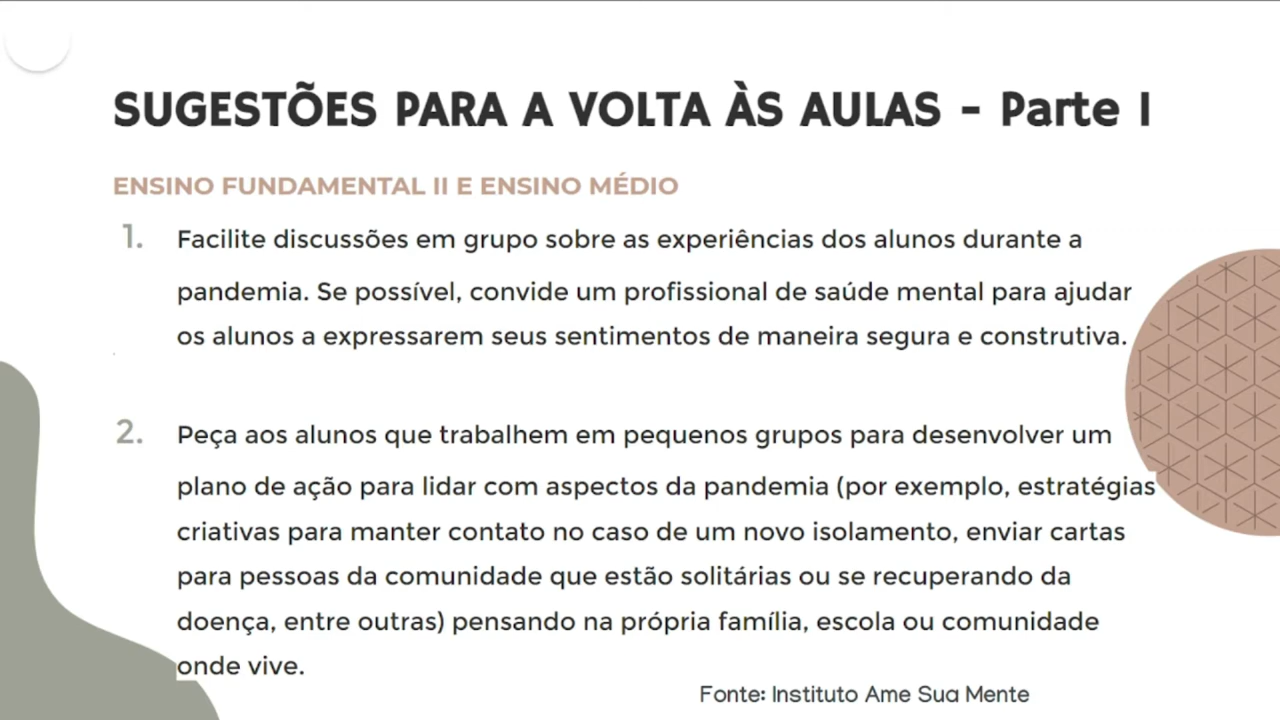 SUGESTÕES PARA A VOLTA ÀS AULAS - Parte I
ENSINO FUNDAMENTAL II E ENSINO MÉDIO
1. Facilite discussões em grupo sobre as experiências dos alunos durante a
pandemia. Se possível, convide um profissional de saúde mental para ajudar
os alunos a expressarem seus sentimentos de maneira segura e construtiva.
2. Peça aos alunos que trabalhem em pequenos grupos para desenvolver um
plano de ação para lidar com aspectos da pandemia (por exemplo, estratégias
criativas para manter contato no caso de um novo isolamento, enviar cartas
para pessoas da comunidade que estão solitárias ou se recuperando da
doença, entre outras) pensando na própria família, escola ou comunidade
onde vive.
Fonte: Instituto Ame Sua Mente